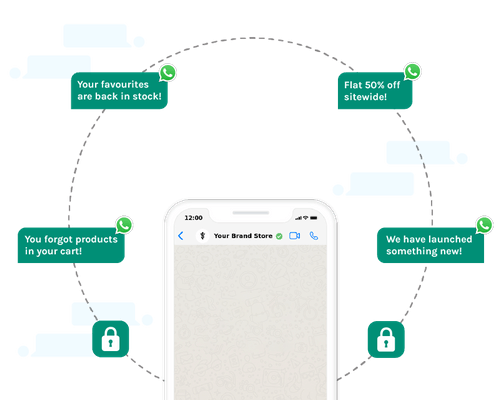 Your favourites
are back in stock!
Flat 50% off
sitewide!
12:00
Your Brand Store
You forgot products
in your cart!
We have launched
something new!